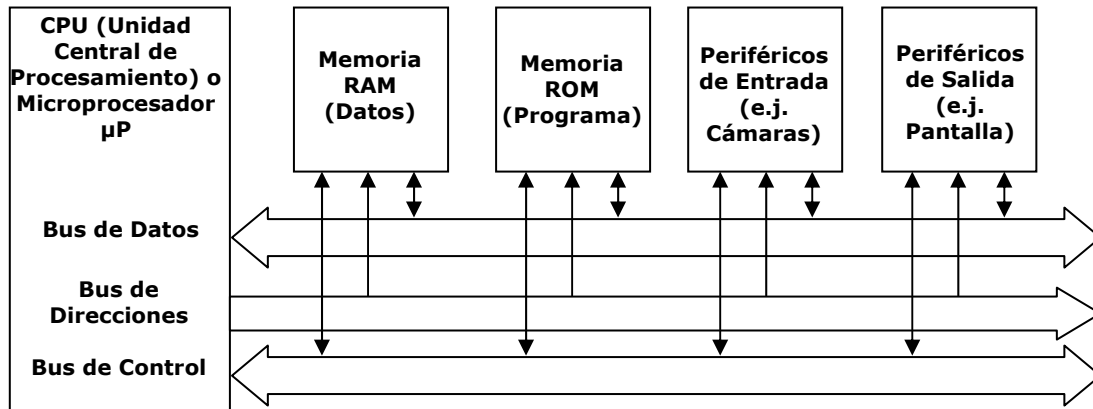 CPU (Unidad
Central de
Procesamiento) o
Microprocesador
µP
Memoria
RAM
(Datos)
Memoria
ROM
(Programa)
Periféricos
de Entrada
(e.j.
Cámaras)
Periféricos
de Salida
(e.j.
Pantalla)
Bus de Datos
Bus de
Direcciones
Bus de Control